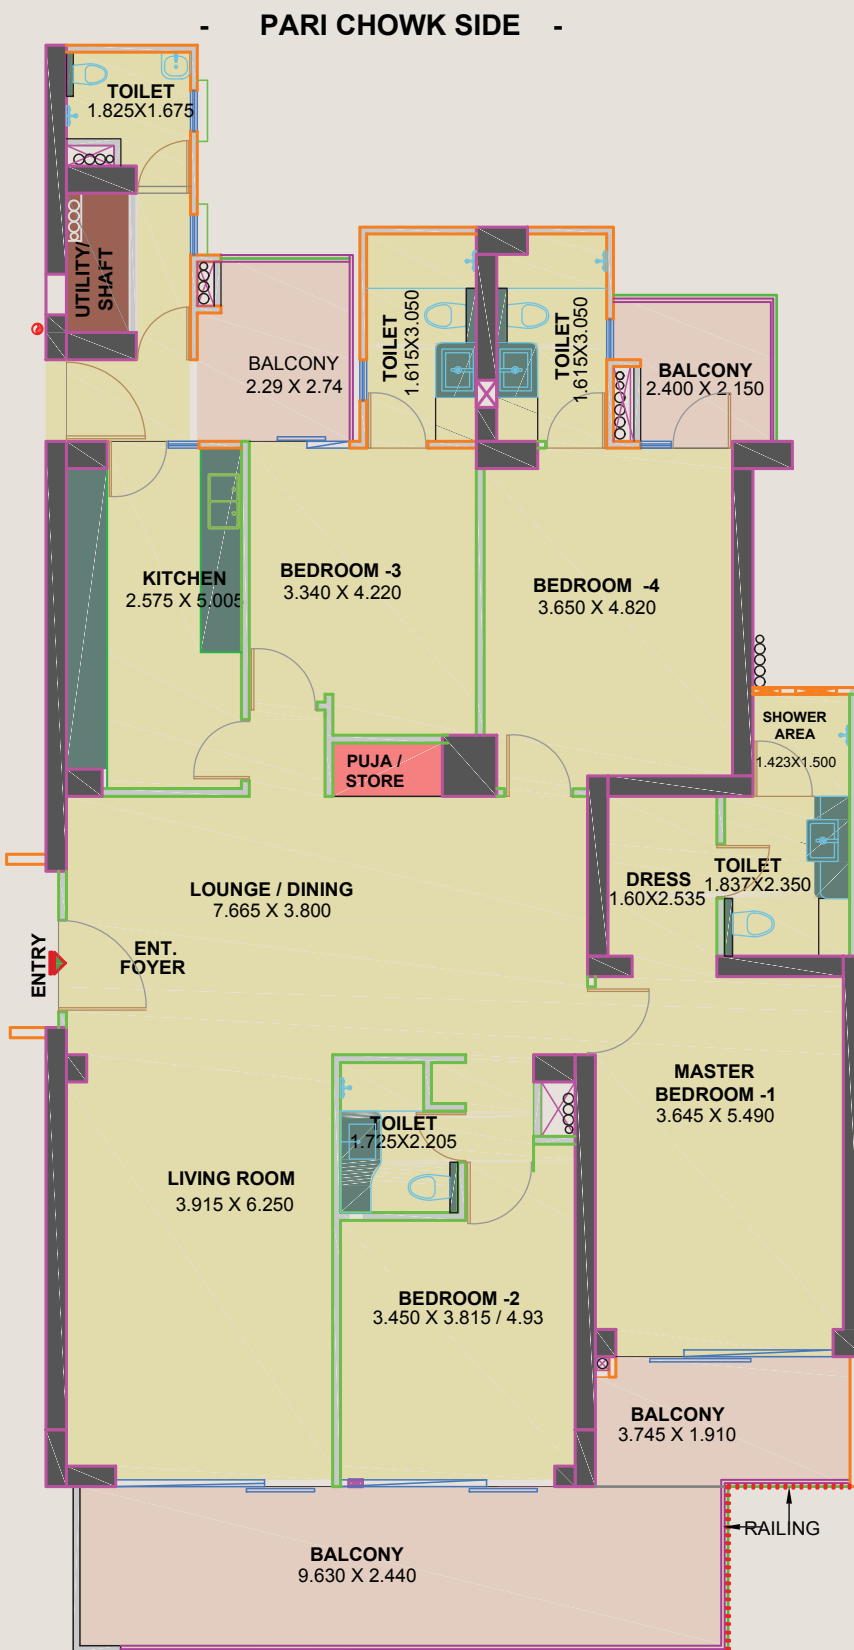 - PARI CHOWK SIDE -
TOILET
1.825X1.675
UTILITY/
SHAFT
BALCONY
2.29 X 2.74
TOILET
1.615X3.050
TOILET
1.615X3.050
BALCONY
2.400 X 2.150
KITCHEN
2.575 X 5.005
BEDROOM -3
3.340 X 4.220
BEDROOM -4
3.650 X 4.820
SHOWER
AREA
1.423X1.500
PUJA /
STORE
LOUNGE / DINING
7.665 X 3.800
DRESS
1.60X2.535
TOILET
1.837X2.350
ENTRY
ENT.
FOYER
MASTER
BEDROOM -1
3.645 X 5.490
TOILET
1.725X2.205
LIVING ROOM
3.915 X 6.250
BEDROOM -2
3.450 X 3.815 / 4.93
BALCONY
3.745 X 1.910
RAILING
BALCONY
9.630 X 2.440